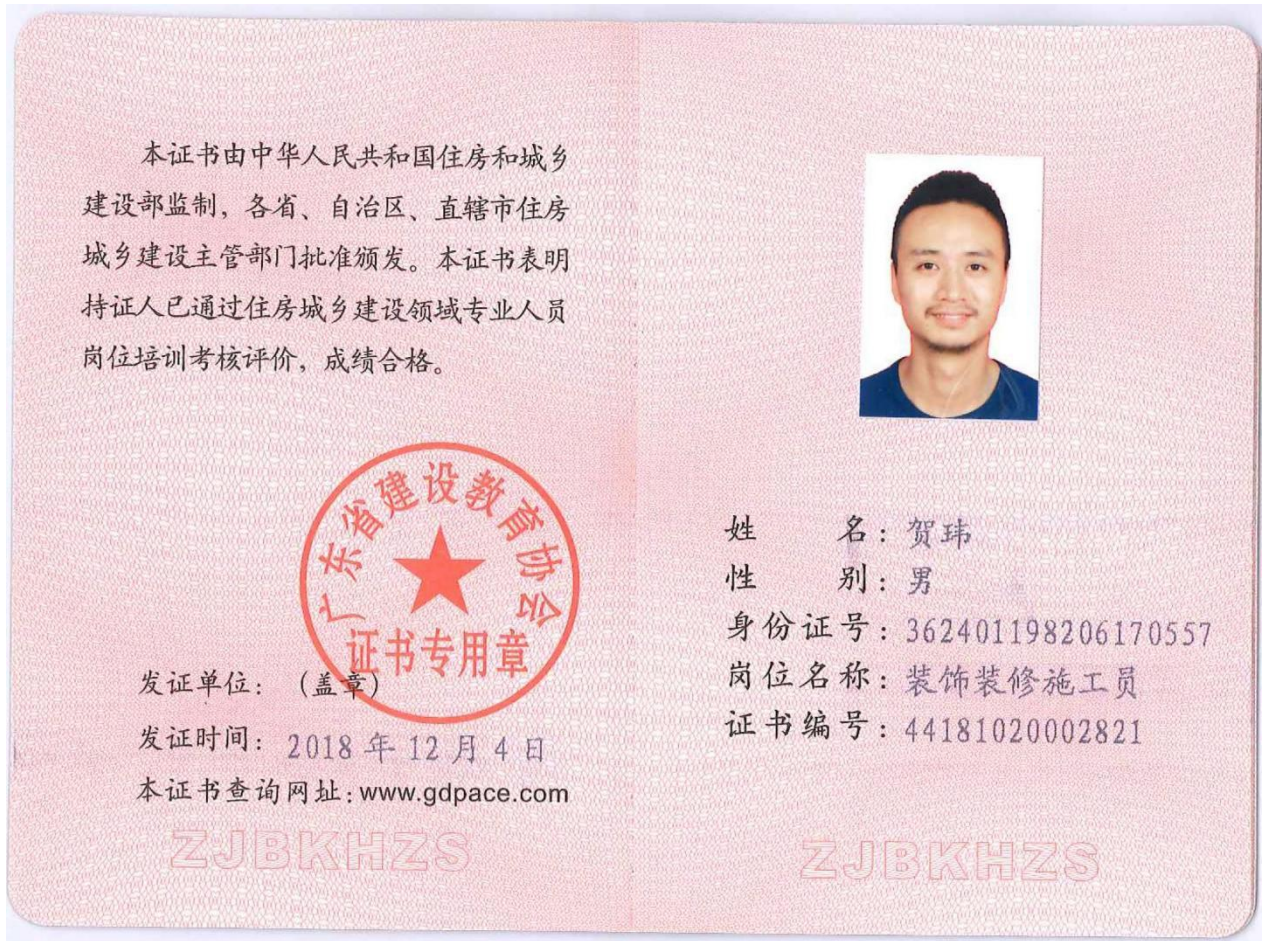 本证书由中华人民共和国住房和城乡
建设部监制，各省、自治区、直辖市住房
城乡建设主管部门批准颁发。本证书表明
持证人已通过住房城乡建设领域专业人员
岗位培训考核评价，成绩合格。
广东省建设教育协会
证书专用章
发证单位：（盖章）
发证时间：2018 年 12 月 4 日
本证书查询网址：www.gdpace.com
ZJBKHZS
姓 名：贺玮
性 别：男
身份证号：362401198206170557
岗位名称：装饰装修施工员
证书编号：44181020002821
ZJBKHZS